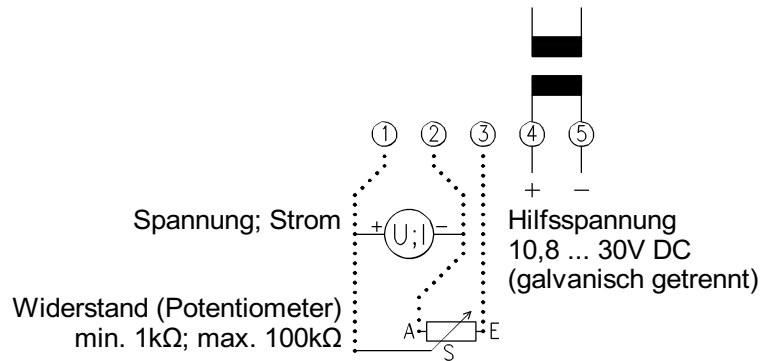 1 2 3 4 5
+ −
Spannung; Strom
+ U;I −
Hilfsspannung
10,8 ... 30V DC
(galvanisch getrennt)
Widerstand (Potentiometer)
min. 1kΩ; max. 100kΩ
A E
S